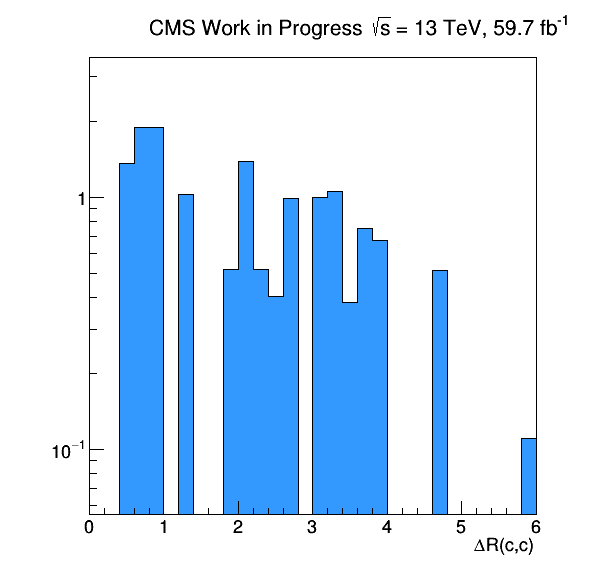 CMS Work in Progress √s = 13 TeV, 59.7 fb⁻¹
1
10⁻¹
0 1 2 3 4 5 6
ΔR(c,c)